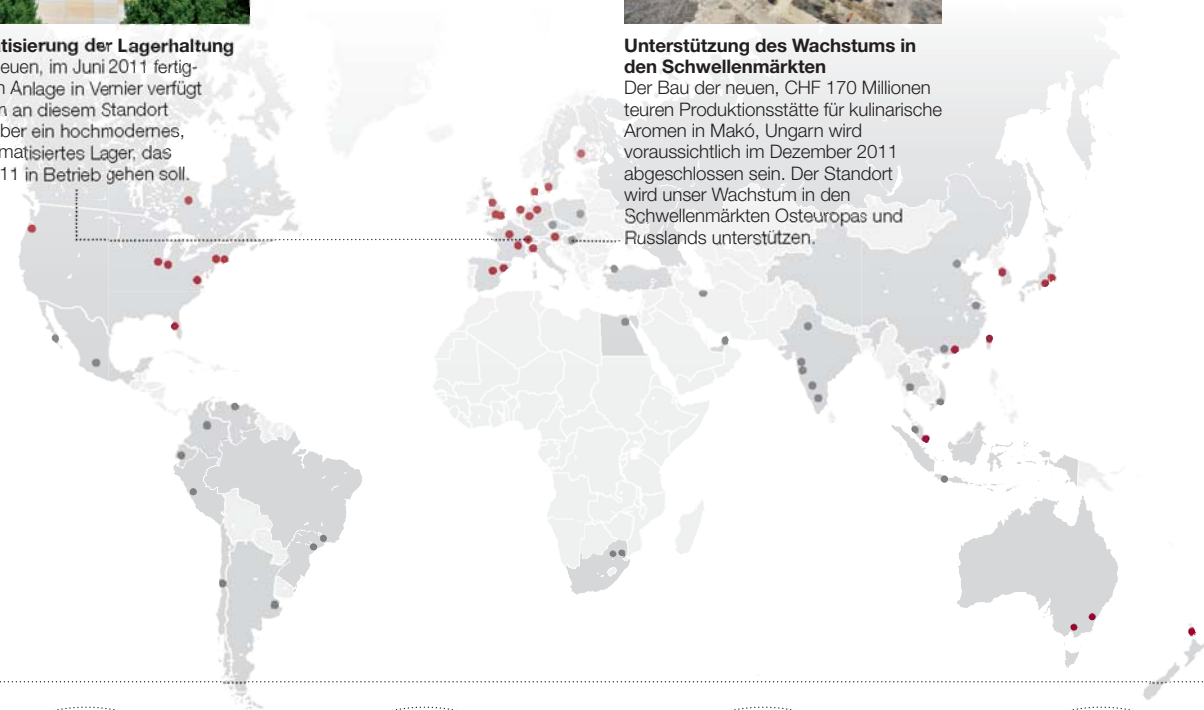 tisierung der Lagerhaltung
euen, im Juni 2011 fertig-
Anlage in Vernier verfügt
an diesem Standort
ber ein hochmodernes,
matisiertes Lager, das
11 in Betrieb gehen soll.
Unterstützung des Wachstums in
den Schwellenmärkten
Der Bau der neuen, CHF 170 Millionen
teuren Produktionsstätte für kulinarische
Aromen in Makó, Ungarn wird
voraussichtlich im Dezember 2011
abgeschlossen sein. Der Standort
wird unser Wachstum in den
Schwellenmärkten Osteuropas und
Russlands unterstützen.